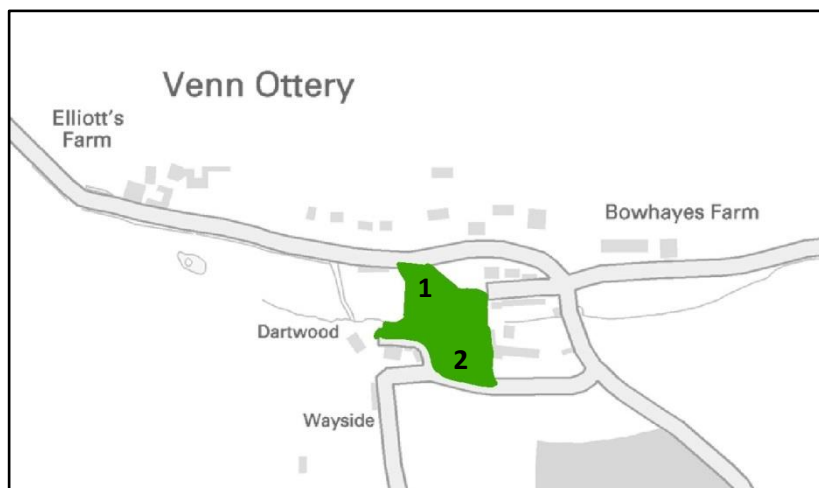 Venn Ottery
Elliott's
Farm
Bowhayes Farm
1
Dartwood
2
Wayside